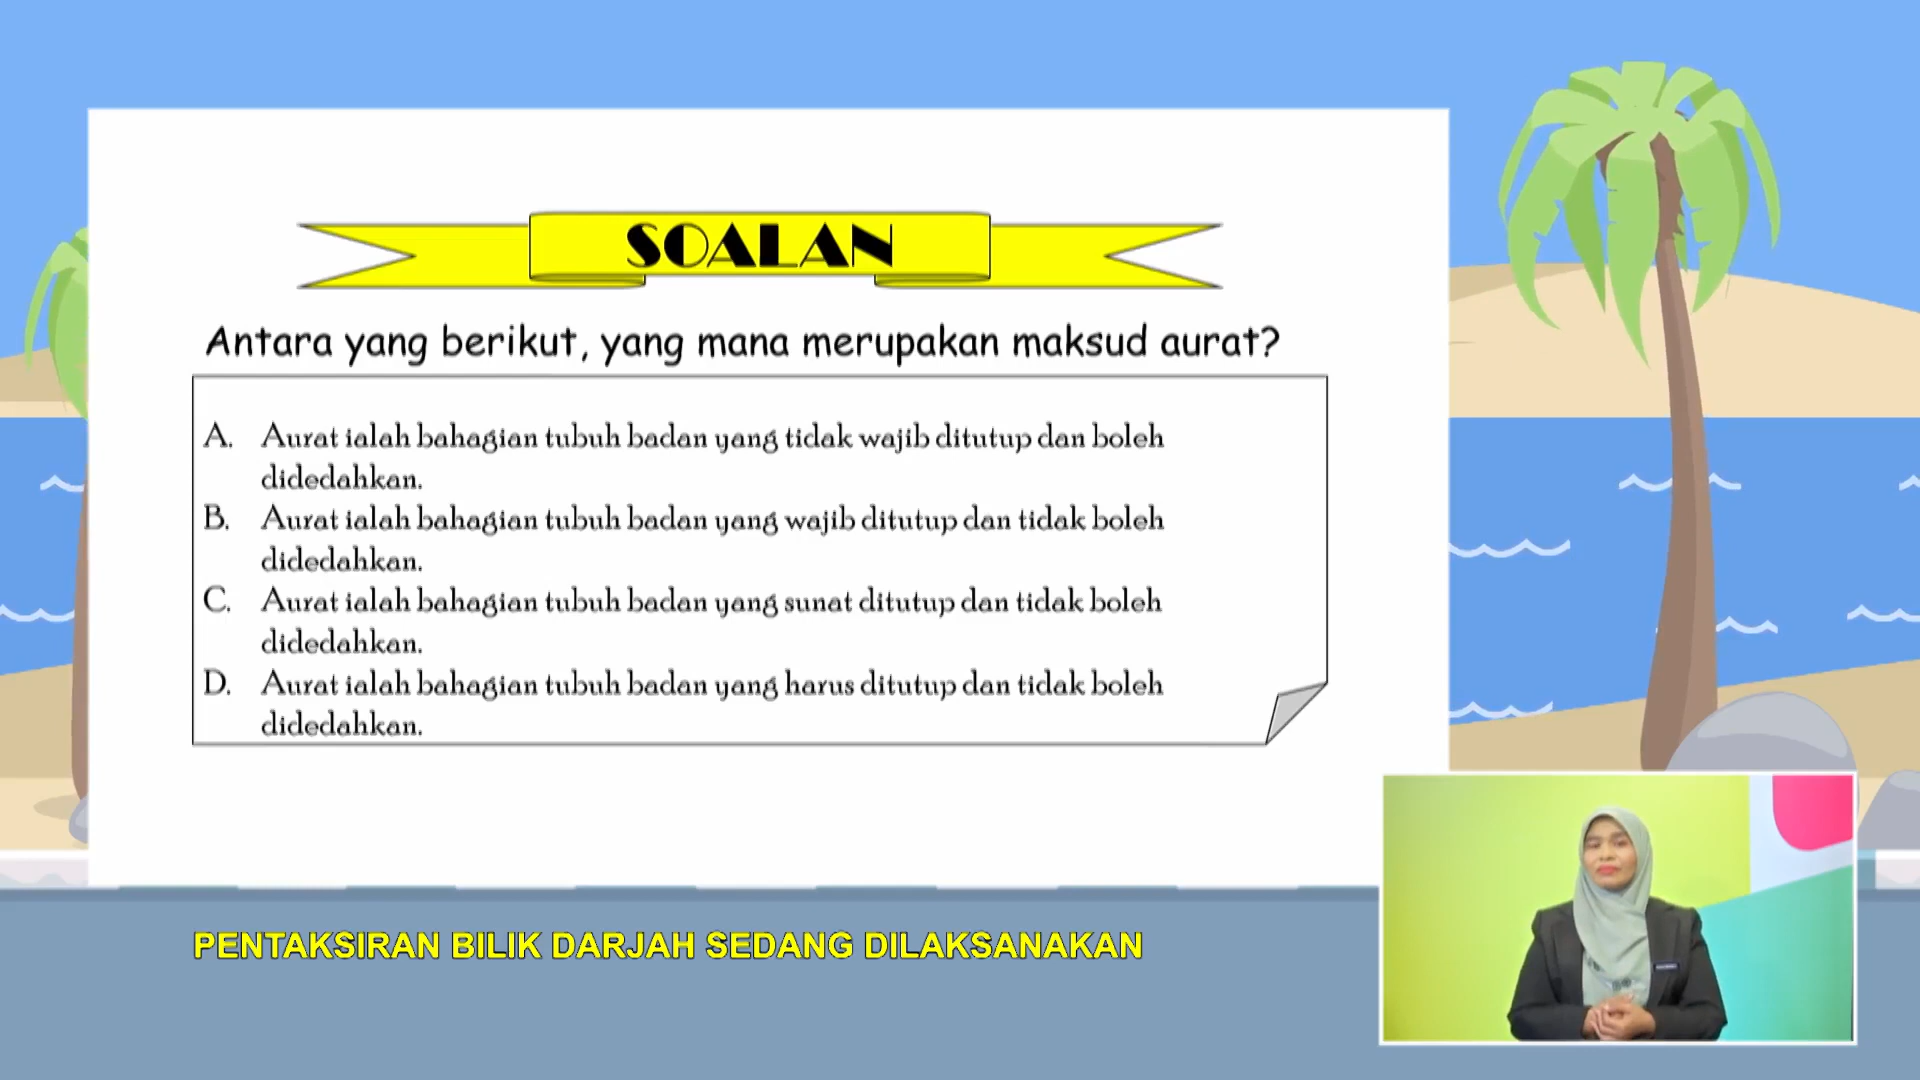 SOALAN
Antara yang berikut, yang mana merupakan maksud aurat?
A. Aurat ialah bahagian tubuh badan yang tidak wajib ditutup dan boleh
didedahkan.
B. Aurat ialah bahagian tubuh badan yang wajib ditutup dan tidak boleh
didedahkan.
C. Aurat ialah bahagian tubuh badan yang sunat ditutup dan tidak boleh
didedahkan.
D. Aurat ialah bahagian tubuh badan yang harus ditutup dan tidak boleh
didedahkan.
PENTAKSIRAN BILIK DARJAH SEDANG DILAKSANAKAN